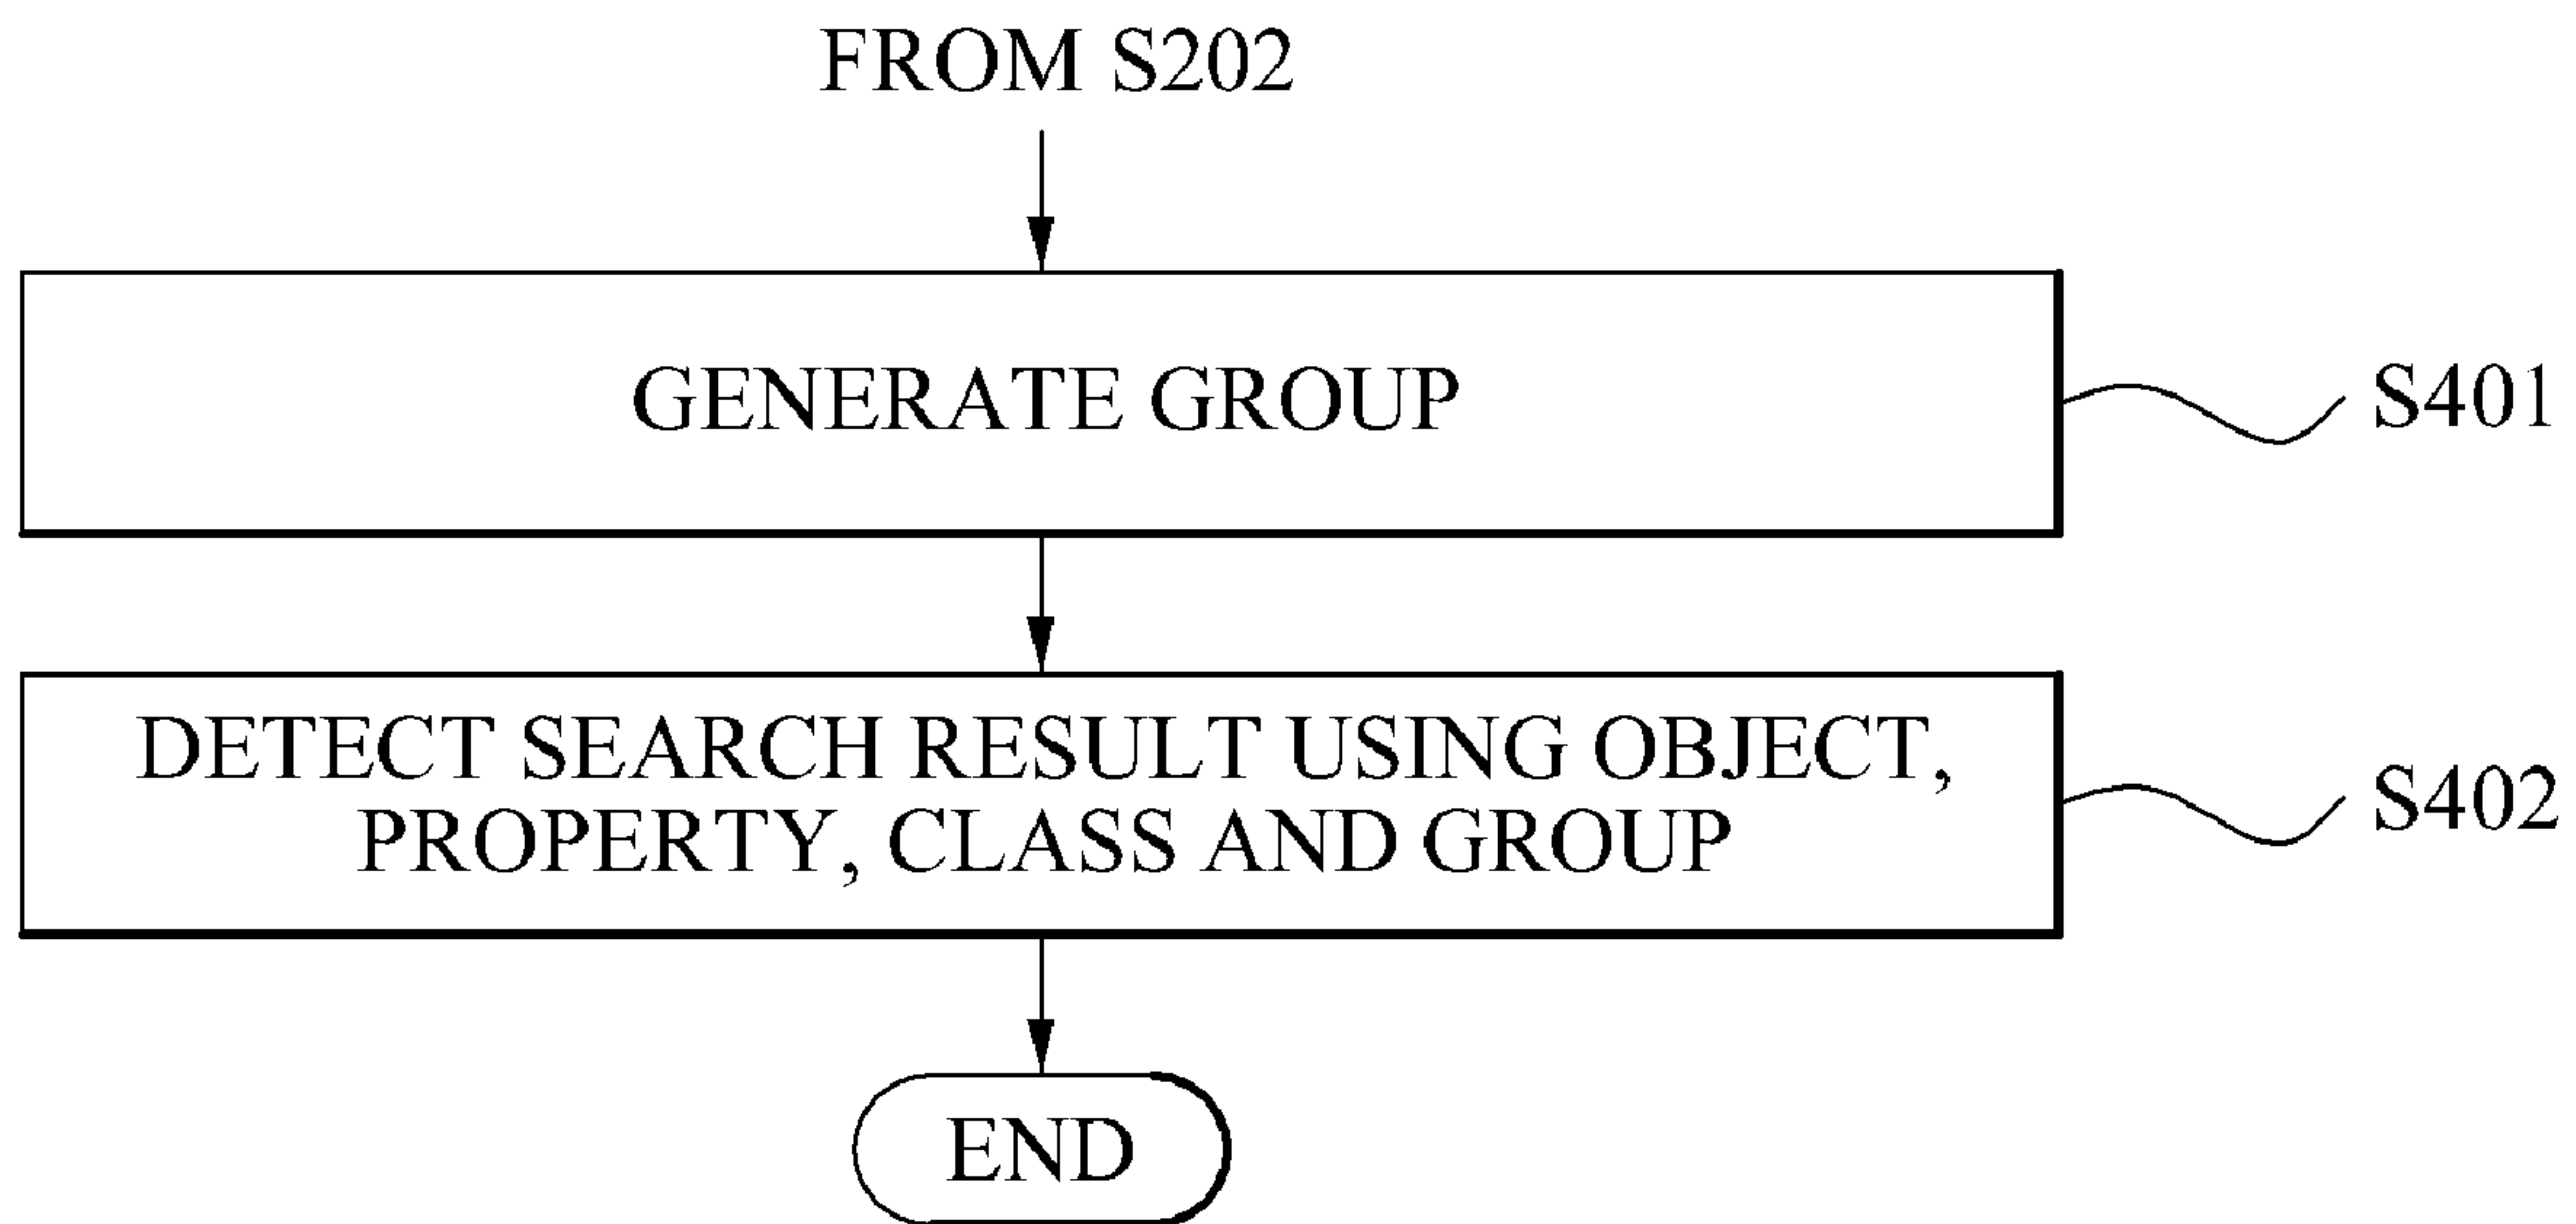 FROM S202
GENERATE GROUP
S401
DETECT SEARCH RESULT USING OBJECT,
PROPERTY, CLASS AND GROUP
S402
END